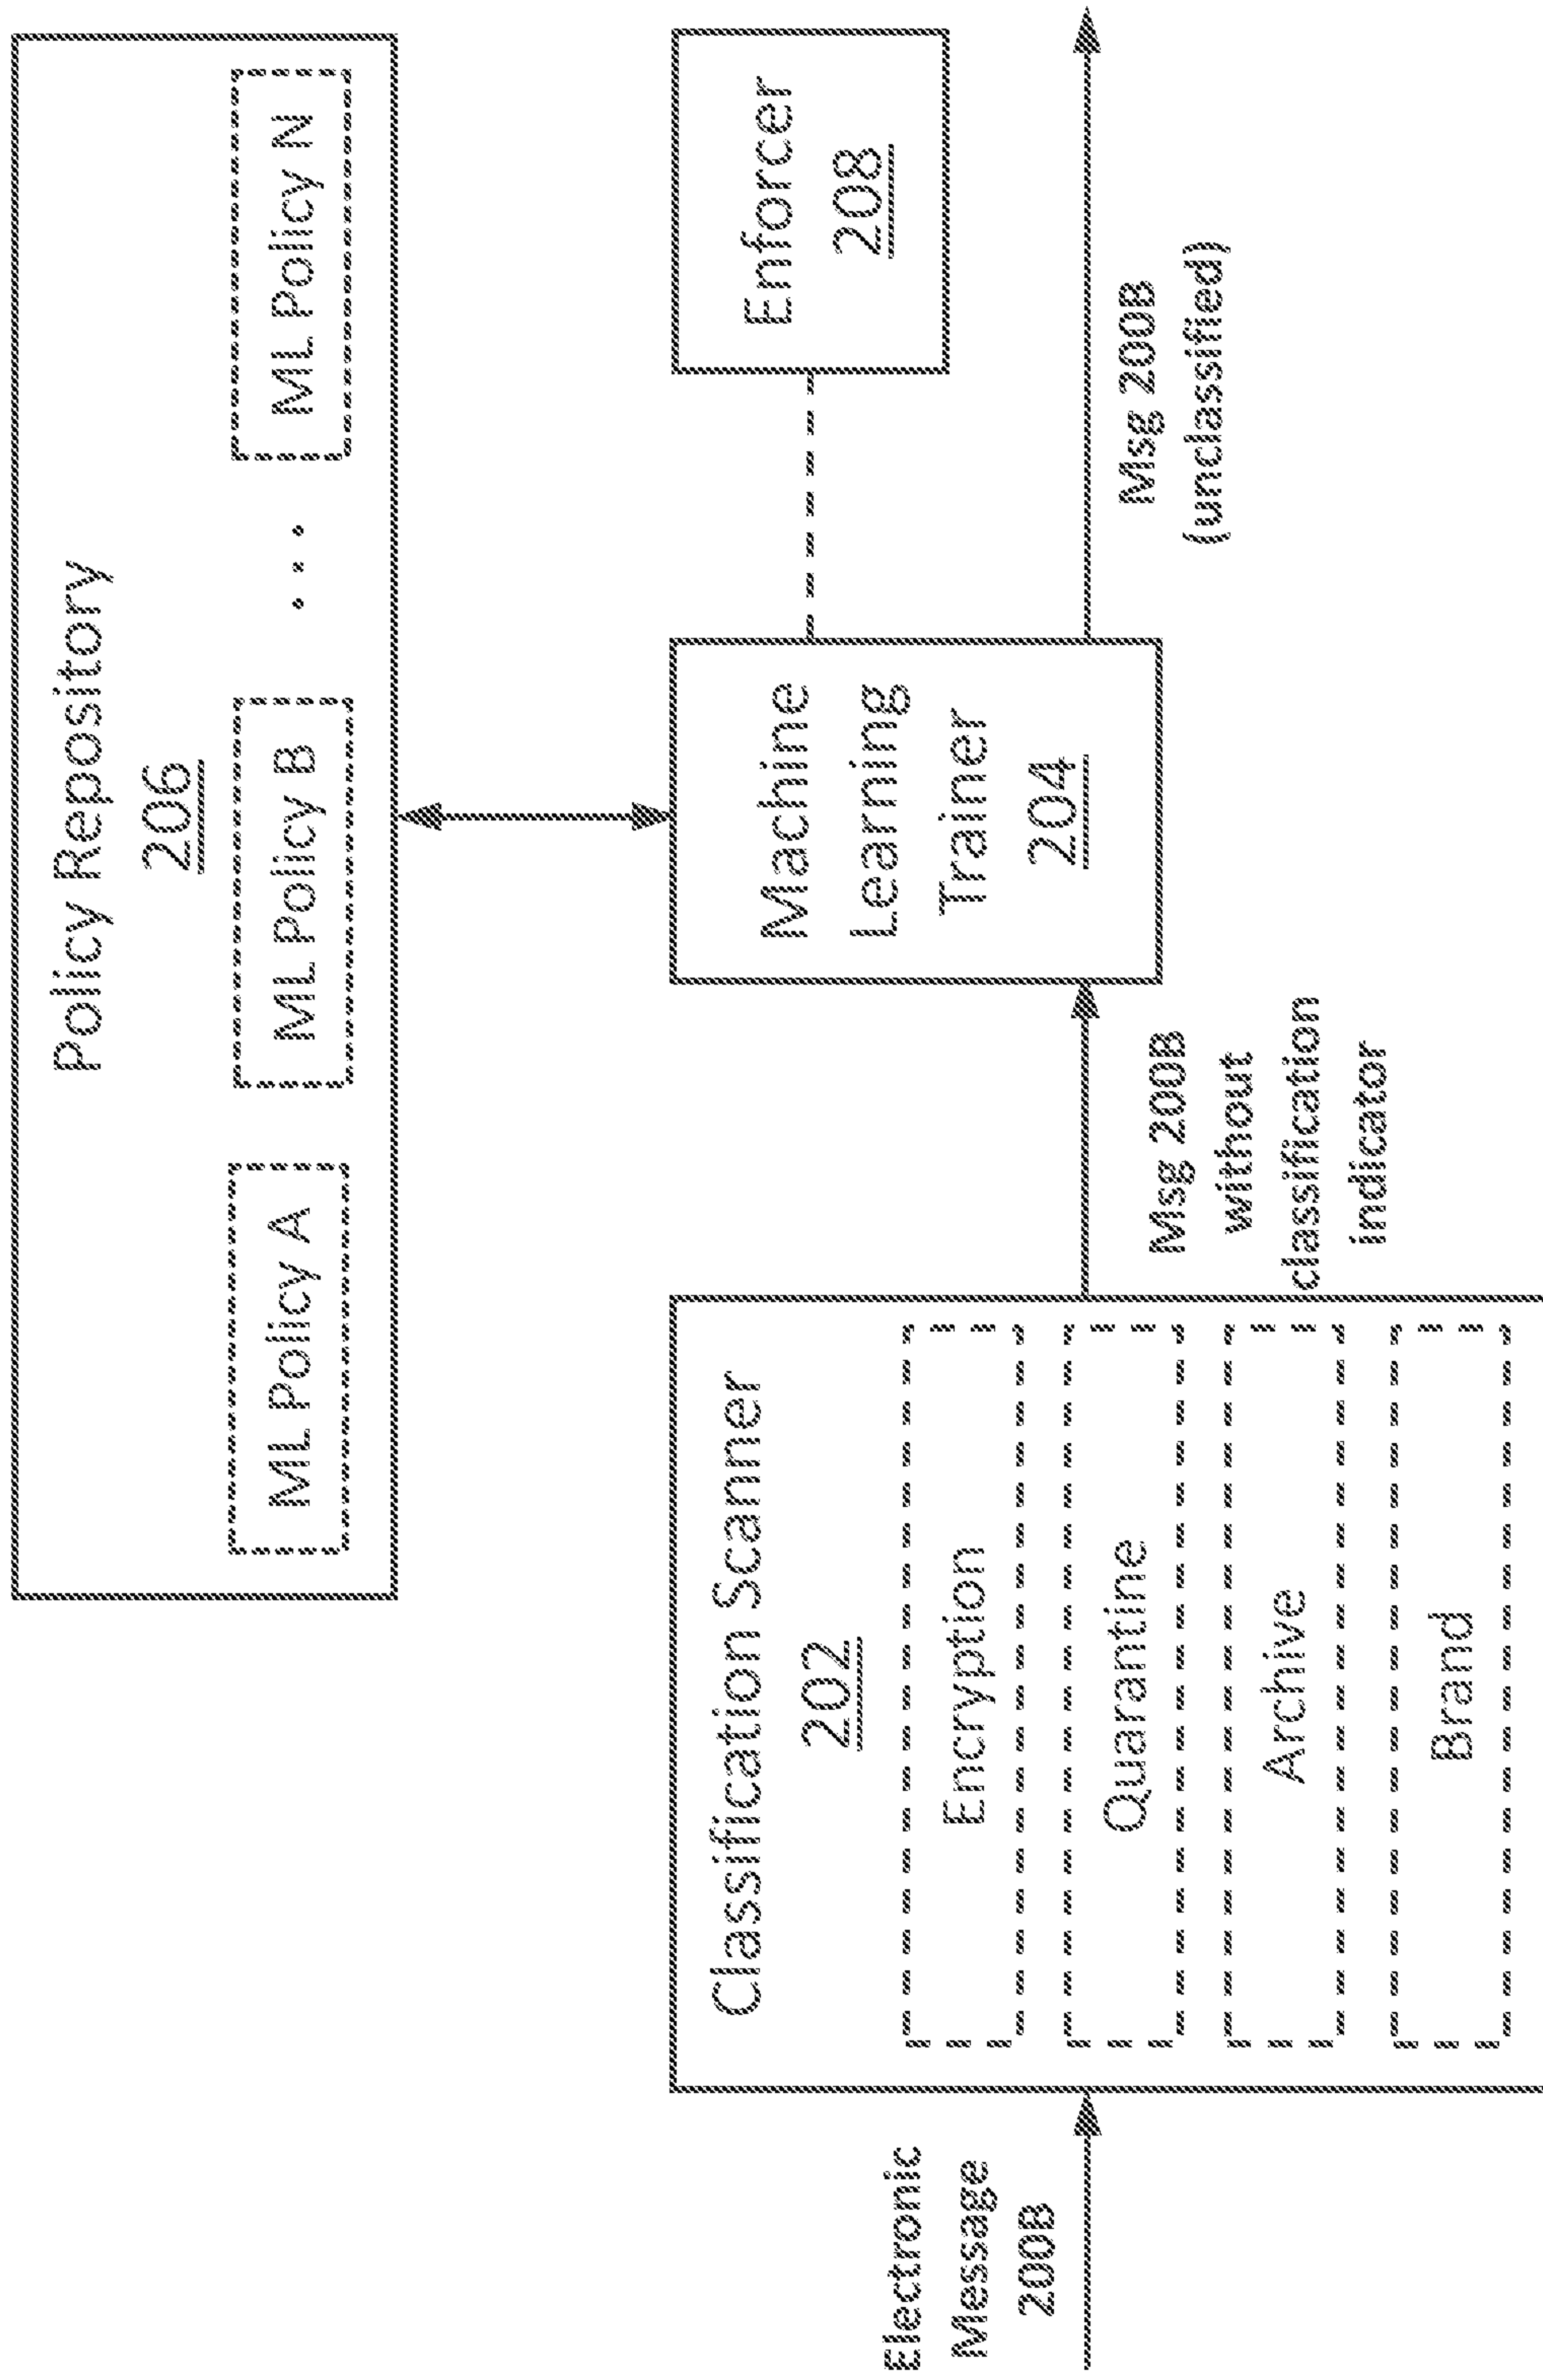 Policy Repository
206
ML Policy A
ML Policy B
...
ML Policy N
Electronic
Message
200B
Classification Scanner
202
Encryption
Quarantine
Archive
Brand
Msg 200B
without
classification
indicator
Machine
Learning
Trainer
204
Enforcer
208
Msg 200B
(unclassified)